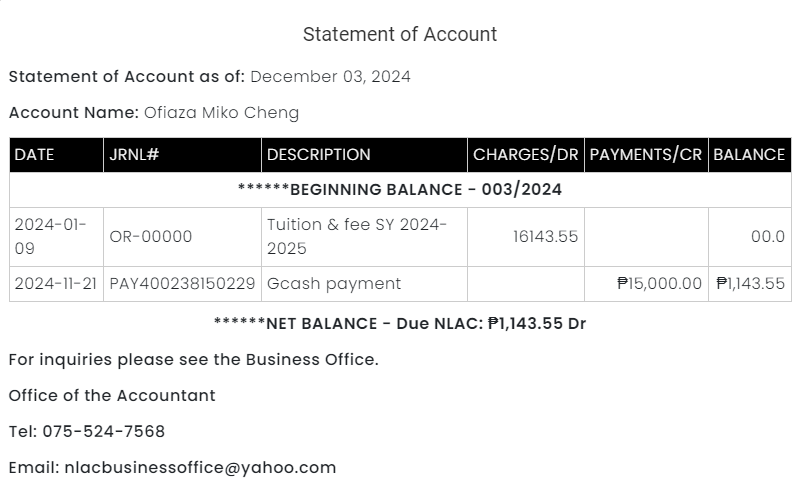 Statement of Account
Statement of Account as of: December 03, 2024
Account Name: Ofiaza Miko Cheng
DATE JRNL# DESCRIPTION CHARGES/DR PAYMENTS/CR BALANCE
******BEGINNING BALANCE - 003/2024
2024-01-09 OR-00000 Tuition & fee SY 2024-2025 16143.55 00.0
2024-11-21 PAY400238150229 Gcash payment ₱15,000.00 ₱1,143.55
******NET BALANCE - Due NLAC: ₱1,143.55 Dr
For inquiries please see the Business Office.
Office of the Accountant
Tel: 075-524-7568
Email: nlacbusinessoffice@yahoo.com